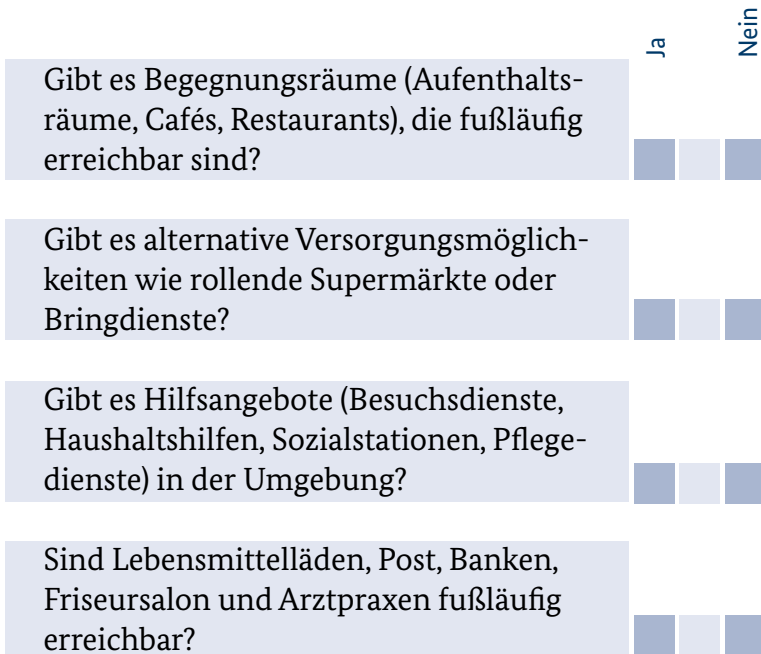 Ja
Nein
Gibt es Begegnungsräume (Aufenthalts-
räume, Cafés, Restaurants), die fußläufig
erreichbar sind?
Gibt es alternative Versorgungsmöglich-
keiten wie rollende Supermärkte oder
Bringdienste?
Gibt es Hilfsangebote (Besuchsdienste,
Haushaltshilfen, Sozialstationen, Pflege-
dienste) in der Umgebung?
Sind Lebensmittelläden, Post, Banken,
Friseursalon und Arztpraxen fußläufig
erreichbar?